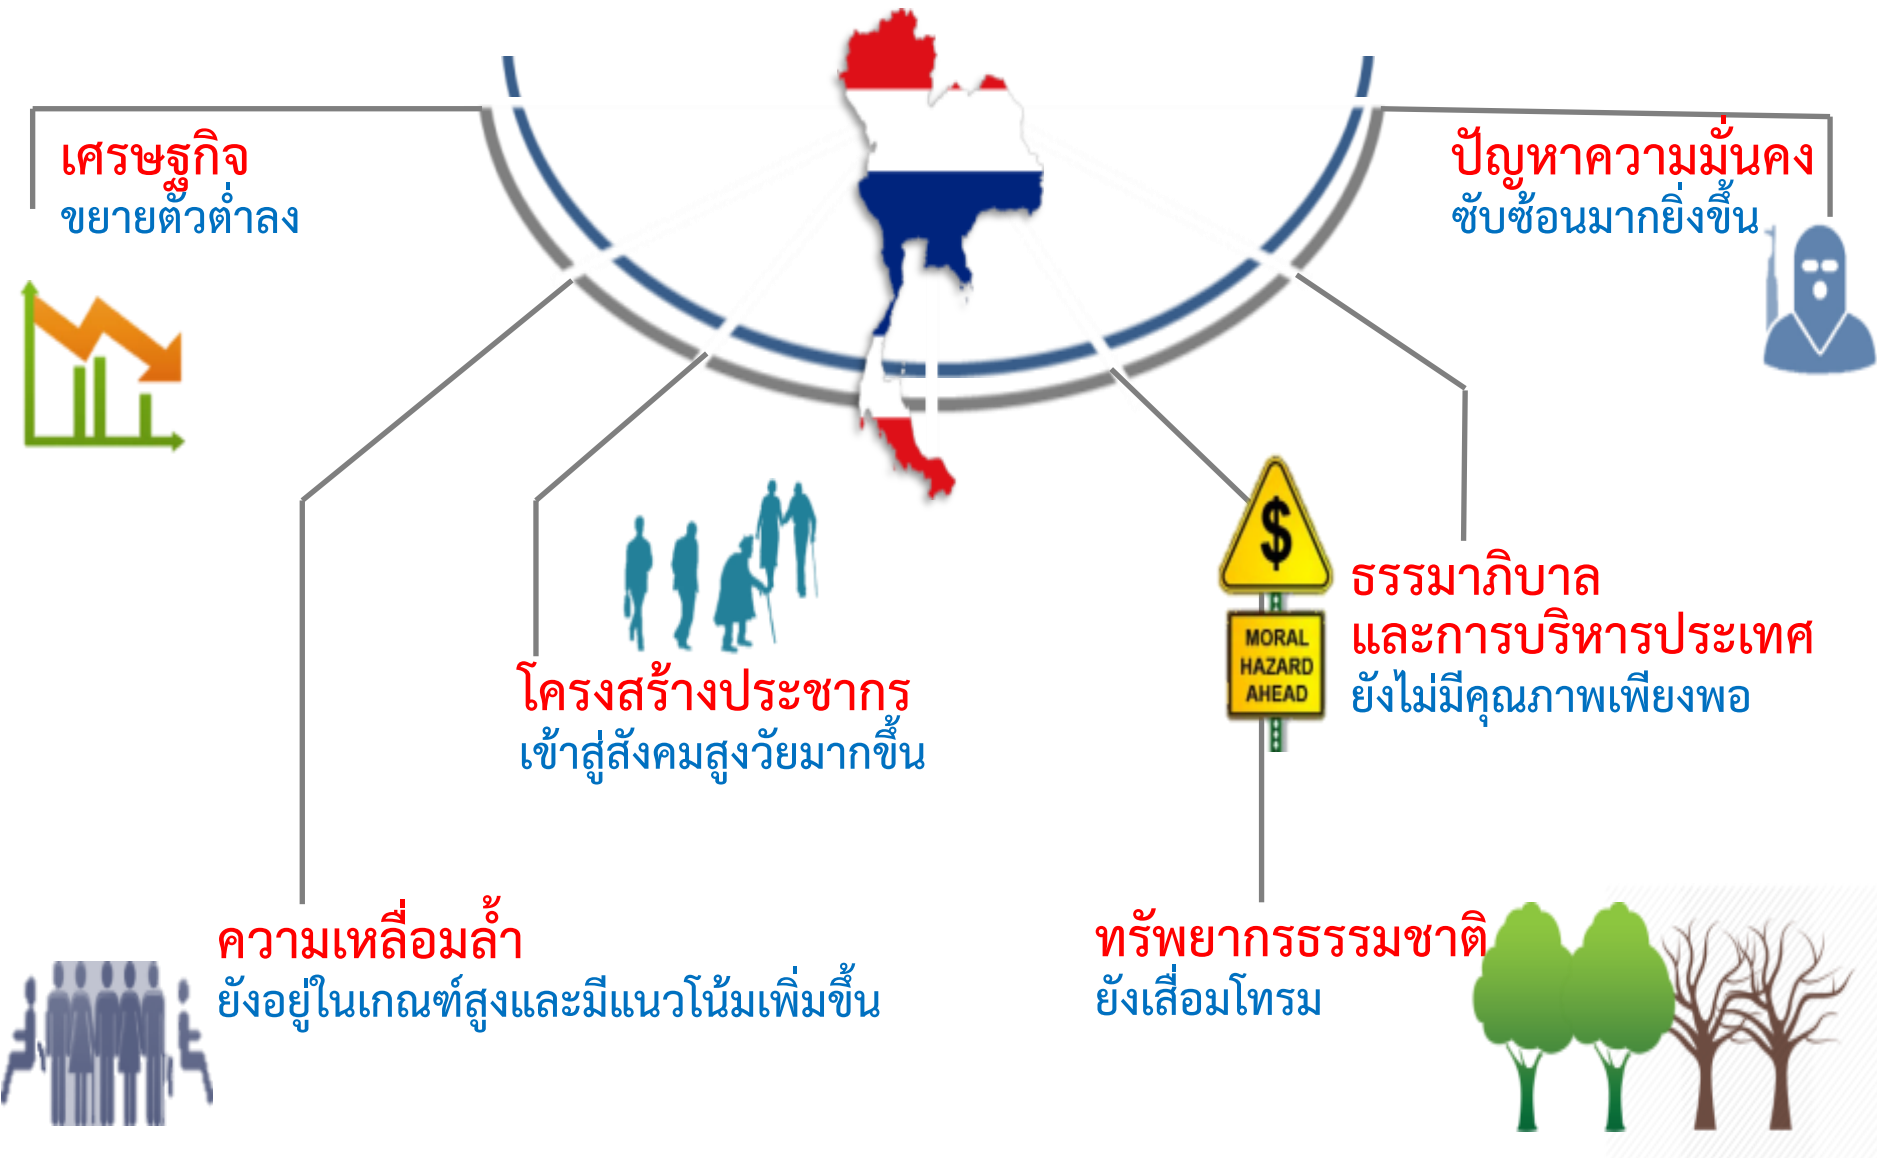 เศรษฐกิจ
ขยายตัวต่ำลง
ปัญหาความมั่นคง
ซับซ้อนมากยิ่งขึ้น
$
MORAL
HAZARD
AHEAD
ธรรมาภิบาล
และการบริหารประเทศ
ยังไม่มีคุณภาพเพียงพอ
โครงสร้างประชากร
เข้าสู่สังคมสูงวัยมากขึ้น
ความเหลื่อมล้ำ
ยังอยู่ในเกณฑ์สูงและมีแนวโน้มเพิ่มขึ้น
ทรัพยากรธรรมชาติ
ยังเสื่อมโทรม